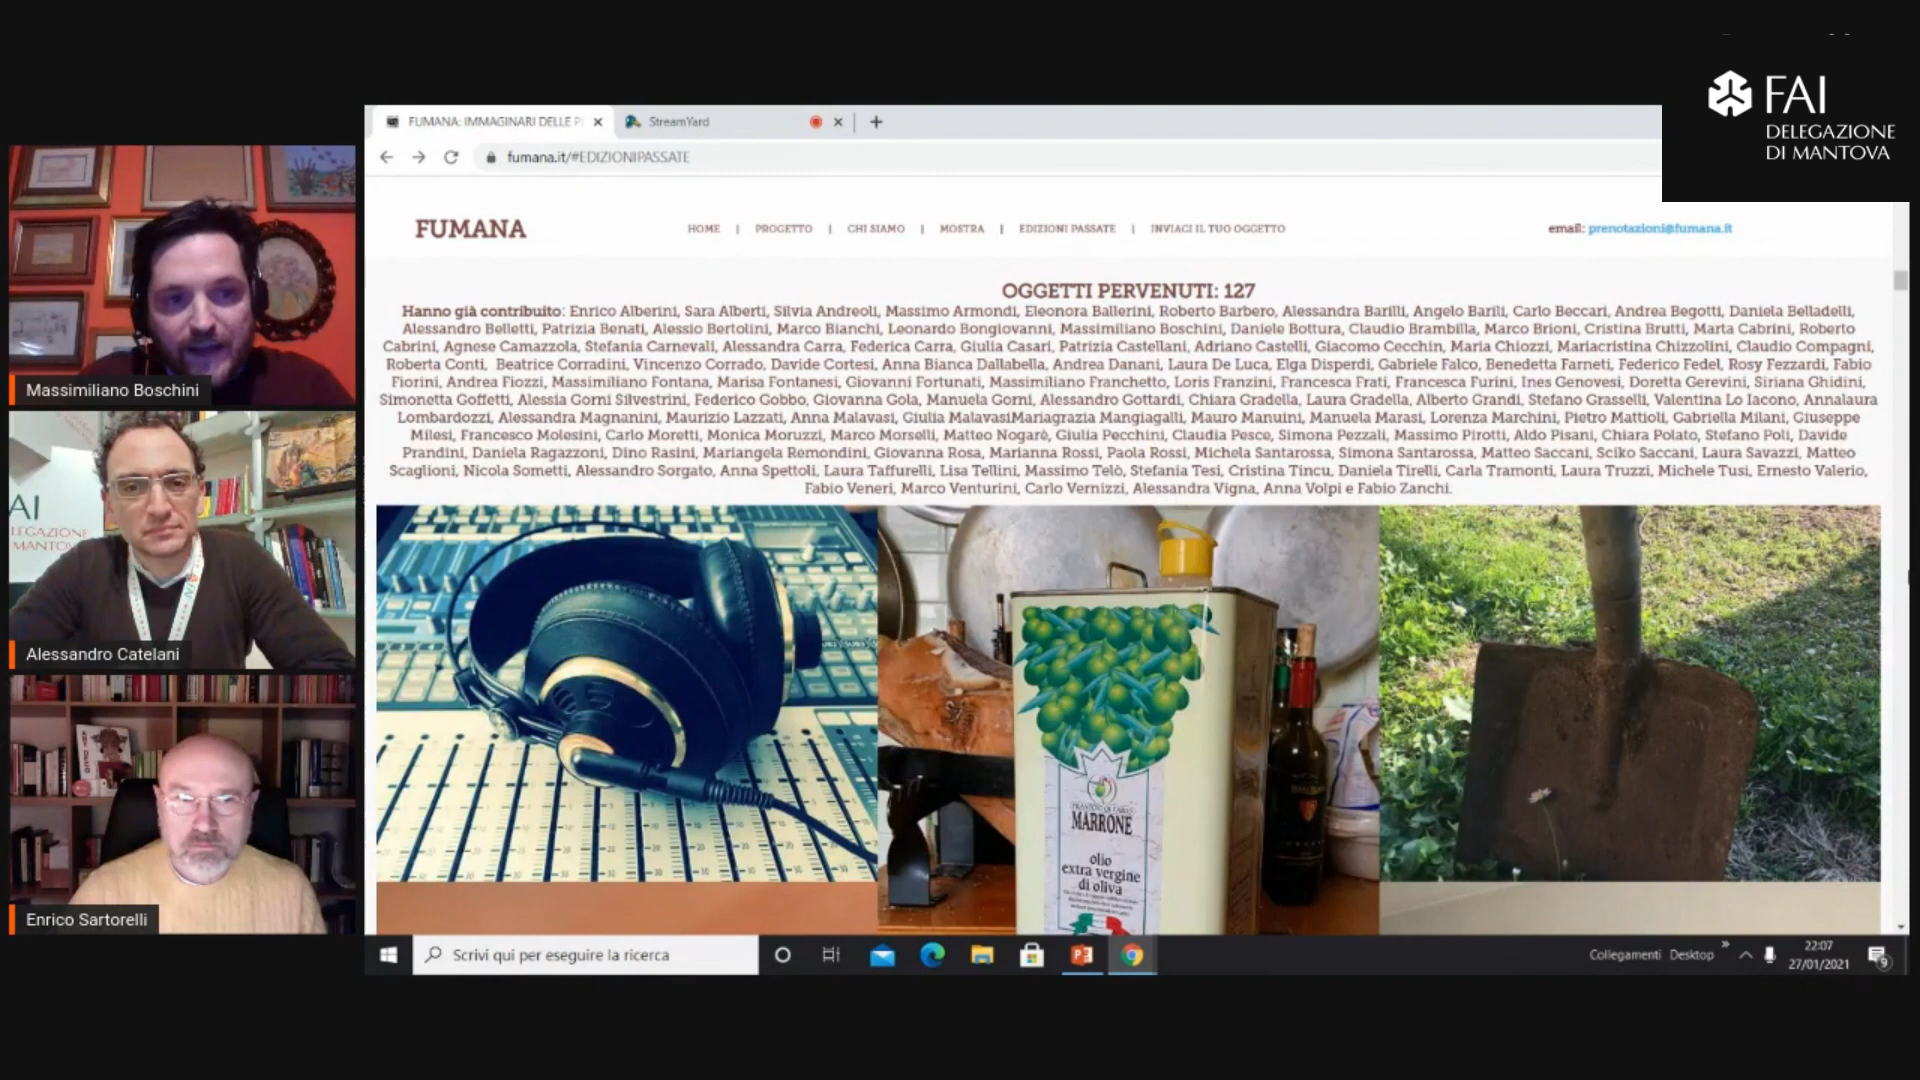 FAI
DELEGAZIONE
DI MANTOVA
FUMANA: IMMAGINARI DELLE P
StreamYard
fumana.it/#EDIZIONIPASSATE
FUMANA
HOME | PROGETTO | CHI SIAMO | MOSTRA | EDIZIONI PASSATE | INVIACI IL TUO OGGETTO
email: prenotazioni@fumana.it
OGGETTI PERVENUTI: 127
Hanno già contribuito: Enrico Alberini, Sara Alberti, Silvia Andreoli, Massimo Armondi, Eleonora Ballerini, Roberto Barbero, Alessandra Barilli, Angelo Barili, Carlo Beccari, Andrea Begotti, Daniela Belladelli,
Alessandro Belletti, Patrizia Benati, Alessio Bertolini, Marco Bianchi, Leonardo Bongiovanni, Massimiliano Boschini, Daniele Bottura, Claudio Brambilla, Marco Brioni, Cristina Brutti, Marta Cabrini, Roberto
Cabrini, Agnese Camazzola, Stefania Carnevali, Alessandra Carra, Federica Carra, Giulia Casari, Patrizia Castellani, Adriano Castelli, Giacomo Cecchin, Maria Chiozzi, Mariacristina Chizzolini, Claudio Compagni,
Roberta Conti, Beatrice Corradini, Vincenzo Corrado, Davide Cortesi, Anna Bianca Dallabella, Andrea Danani, Laura De Luca, Elga Disperdi, Gabriele Falco, Benedetta Farneti, Federico Fedel, Rosy Fezzardi, Fabio
Fiorini, Andrea Fiozzi, Massimiliano Fontana, Marisa Fontanesi, Giovanni Fortunati, Massimiliano Franchetto, Loris Franzini, Francesca Frati, Francesca Furini, Ines Genovesi, Doretta Gerevini, Siriana Ghidini,
Simonetta Goffetti, Alessia Gorni Silvestrini, Federico Gobbo, Giovanna Gola, Manuela Gorni, Alessandro Gottardi, Chiara Gradella, Laura Gradella, Alberto Grandi, Stefano Grasselli, Valentina Lo Iacono, Annalaura
Lombardozzi, Alessandra Magnanini, Maurizio Lazzati, Anna Malavasi, Giulia MalavasiMariagrazia Mangiagalli, Mauro Manuini, Manuela Marasi, Lorenza Marchini, Pietro Mattioli, Gabriella Milani, Giuseppe
Milesi, Francesco Molesini, Carlo Moretti, Monica Moruzzi, Marco Morselli, Matteo Nogarè, Giulia Pecchini, Claudia Pesce, Simona Pezzali, Massimo Pirotti, Aldo Pisani, Chiara Polato, Stefano Poli, Davide
Prandini, Daniela Ragazzoni, Dino Rasini, Mariangela Remondini, Giovanna Rosa, Marianna Rossi, Paola Rossi, Michela Santarossa, Simona Santarossa, Matteo Saccani, Sciko Saccani, Laura Savazzi, Matteo
Scaglioni, Nicola Sometti, Alessandro Sorgato, Anna Spettoli, Laura Taffurelli, Lisa Tellini, Massimo Telò, Stefania Tesi, Cristina Tincu, Daniela Tirelli, Carla Tramonti, Laura Truzzi, Michele Tusi, Ernesto Valerio,
Fabio Veneri, Marco Venturini, Carlo Vernizzi, Alessandra Vigna, Anna Volpi e Fabio Zanchi.
MARRONE
olio
extra vergine
di oliva
Massimiliano Boschini
AI
LEGAZIONE
MANTOV
Alessandro Catelani
Enrico Sartorelli
Scrivi qui per eseguire la ricerca
Collegamenti Desktop
22:07
27/01/2021
9